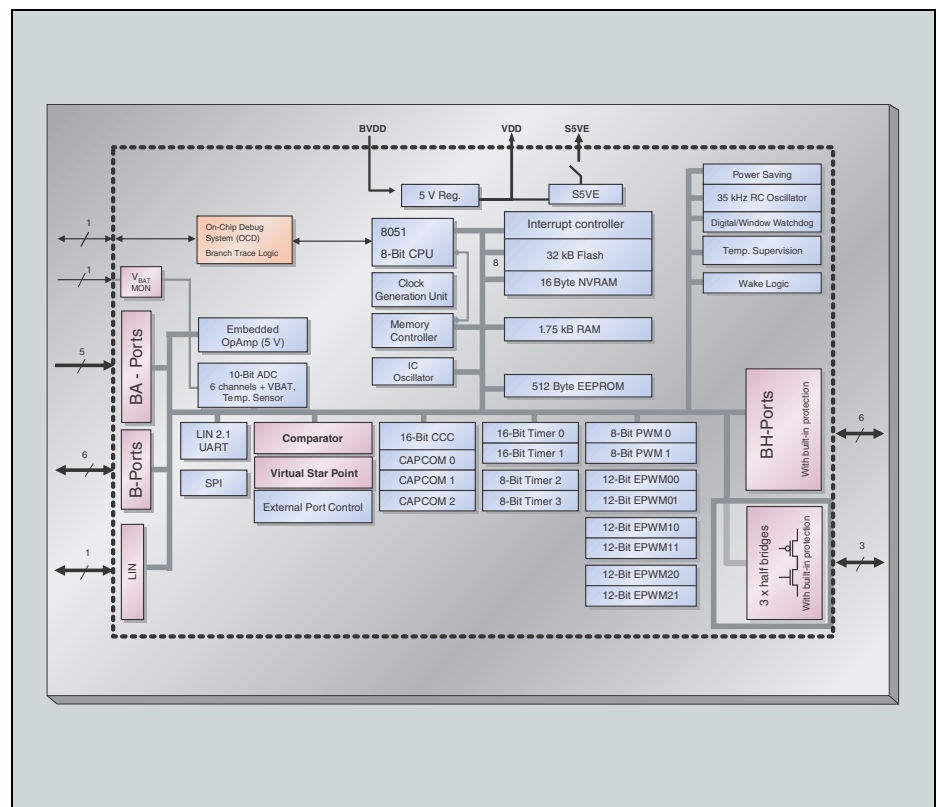 BVDD
VDD
S5VE
5 V Reg.
S5VE
Power Saving
35 kHz RC Oscillator
Digital/Window Watchdog
Temp. Supervision
Wake Logic
1
On-Chip Debug
System (OCD)
Branch Trace Logic
8051
8-Bit CPU
Clock
Generation Unit
Memory
Controller
IC
Oscillator
8
Interrupt controller
32 kB Flash
16 Byte NVRAM
1.75 kB RAM
512 Byte EEPROM
1
VBAT
MON
5
BA - Ports
Embedded
OpAmp (5 V)
10-Bit ADC
6 channels + VBAT,
Temp. Sensor
6
B-Ports
1
LIN
LIN 2.1
UART
SPI
Comparator
Virtual Star Point
External Port Control
16-Bit CCC
CAPCOM 0
CAPCOM 1
CAPCOM 2
16-Bit Timer 0
16-Bit Timer 1
8-Bit Timer 2
8-Bit Timer 3
8-Bit PWM 0
8-Bit PWM 1
12-Bit EPWM00
12-Bit EPWM01
12-Bit EPWM10
12-Bit EPWM11
12-Bit EPWM20
12-Bit EPWM21
BH-Ports
With built-in protection
6
3 x half bridges
With built-in protection
3